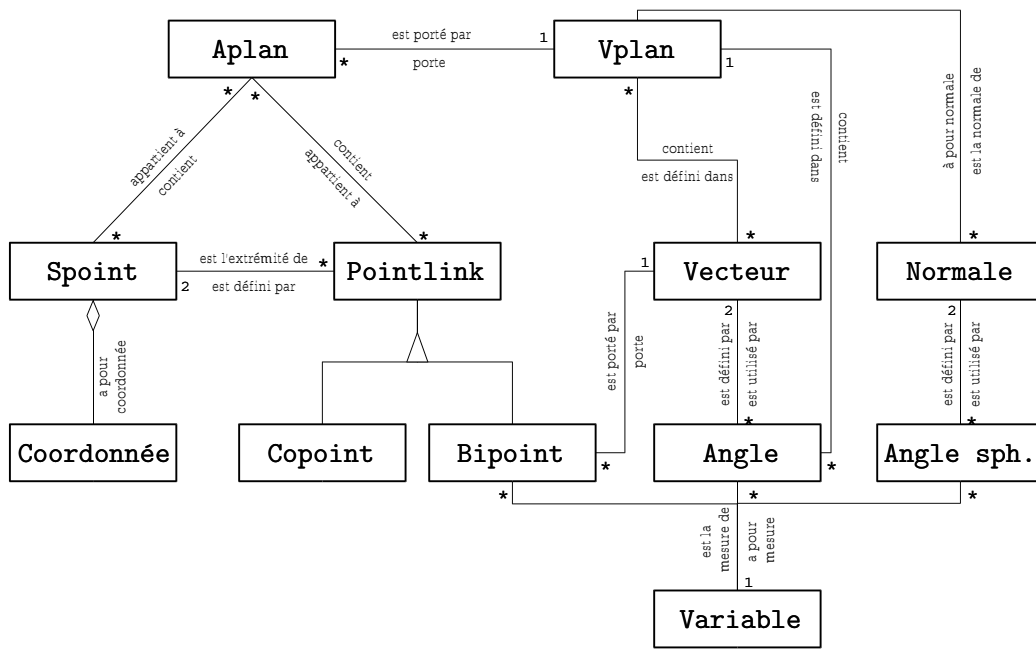 Aplan
est porté par
porte
1
*
Vplan
1
*
*
*
appartient à
contient
contient
appartient à
contient
est défini dans
contient
est défini dans
à pour normale
est la normale de
*
*
*
*
Spoint
est l'extrémité de
*
2
est défini par
Pointlink
1
Vecteur
2
Normale
2
a pour
coordonnée
est porté par
porte
est défini par
est utilisé par
est défini par
est utilisé par
*
*
Coordonnée
Copoint
Bipoint
*
Angle
*
Angle sph.
*
*
*
est la
mesure de
a pour
mesure
1
Variable